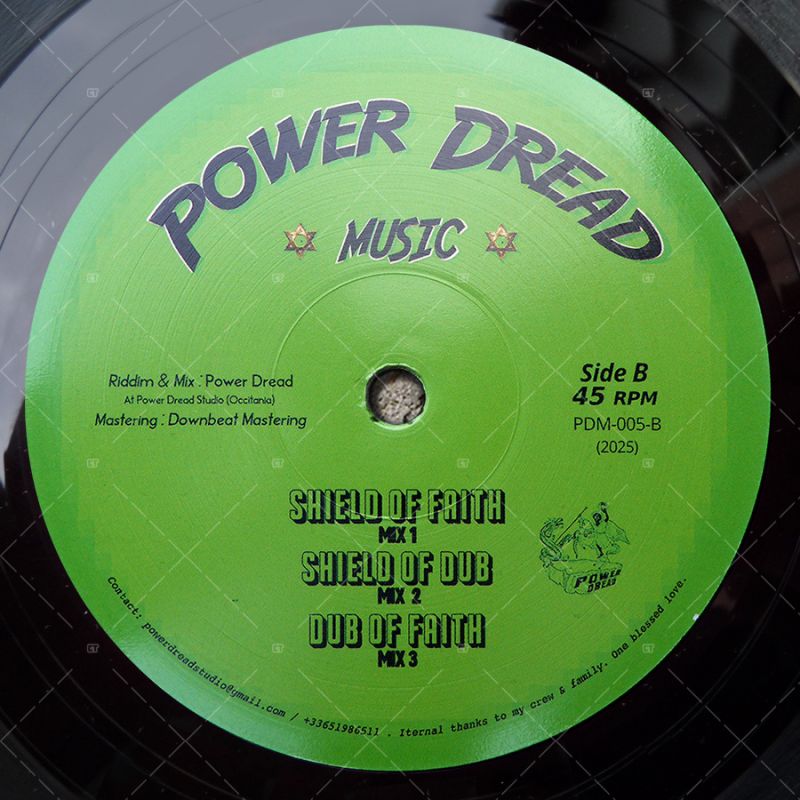 POWER DREAD
MUSIC
Riddim & Mix : Power Dread
At Power Dread Studio (Occitania)
Mastering : Downbeat Mastering
Side B
45 RPM
PDM-005-B
(2025)
SHIELD OF FAITH
MIX 1
SHIELD OF DUB
MIX 2
DUB OF FAITH
MIX 3
POWER
DREAD
Contact: powerdreadstudio@gmail.com / +33651986511 . Iternal thanks to my crew & family. One blessed love.